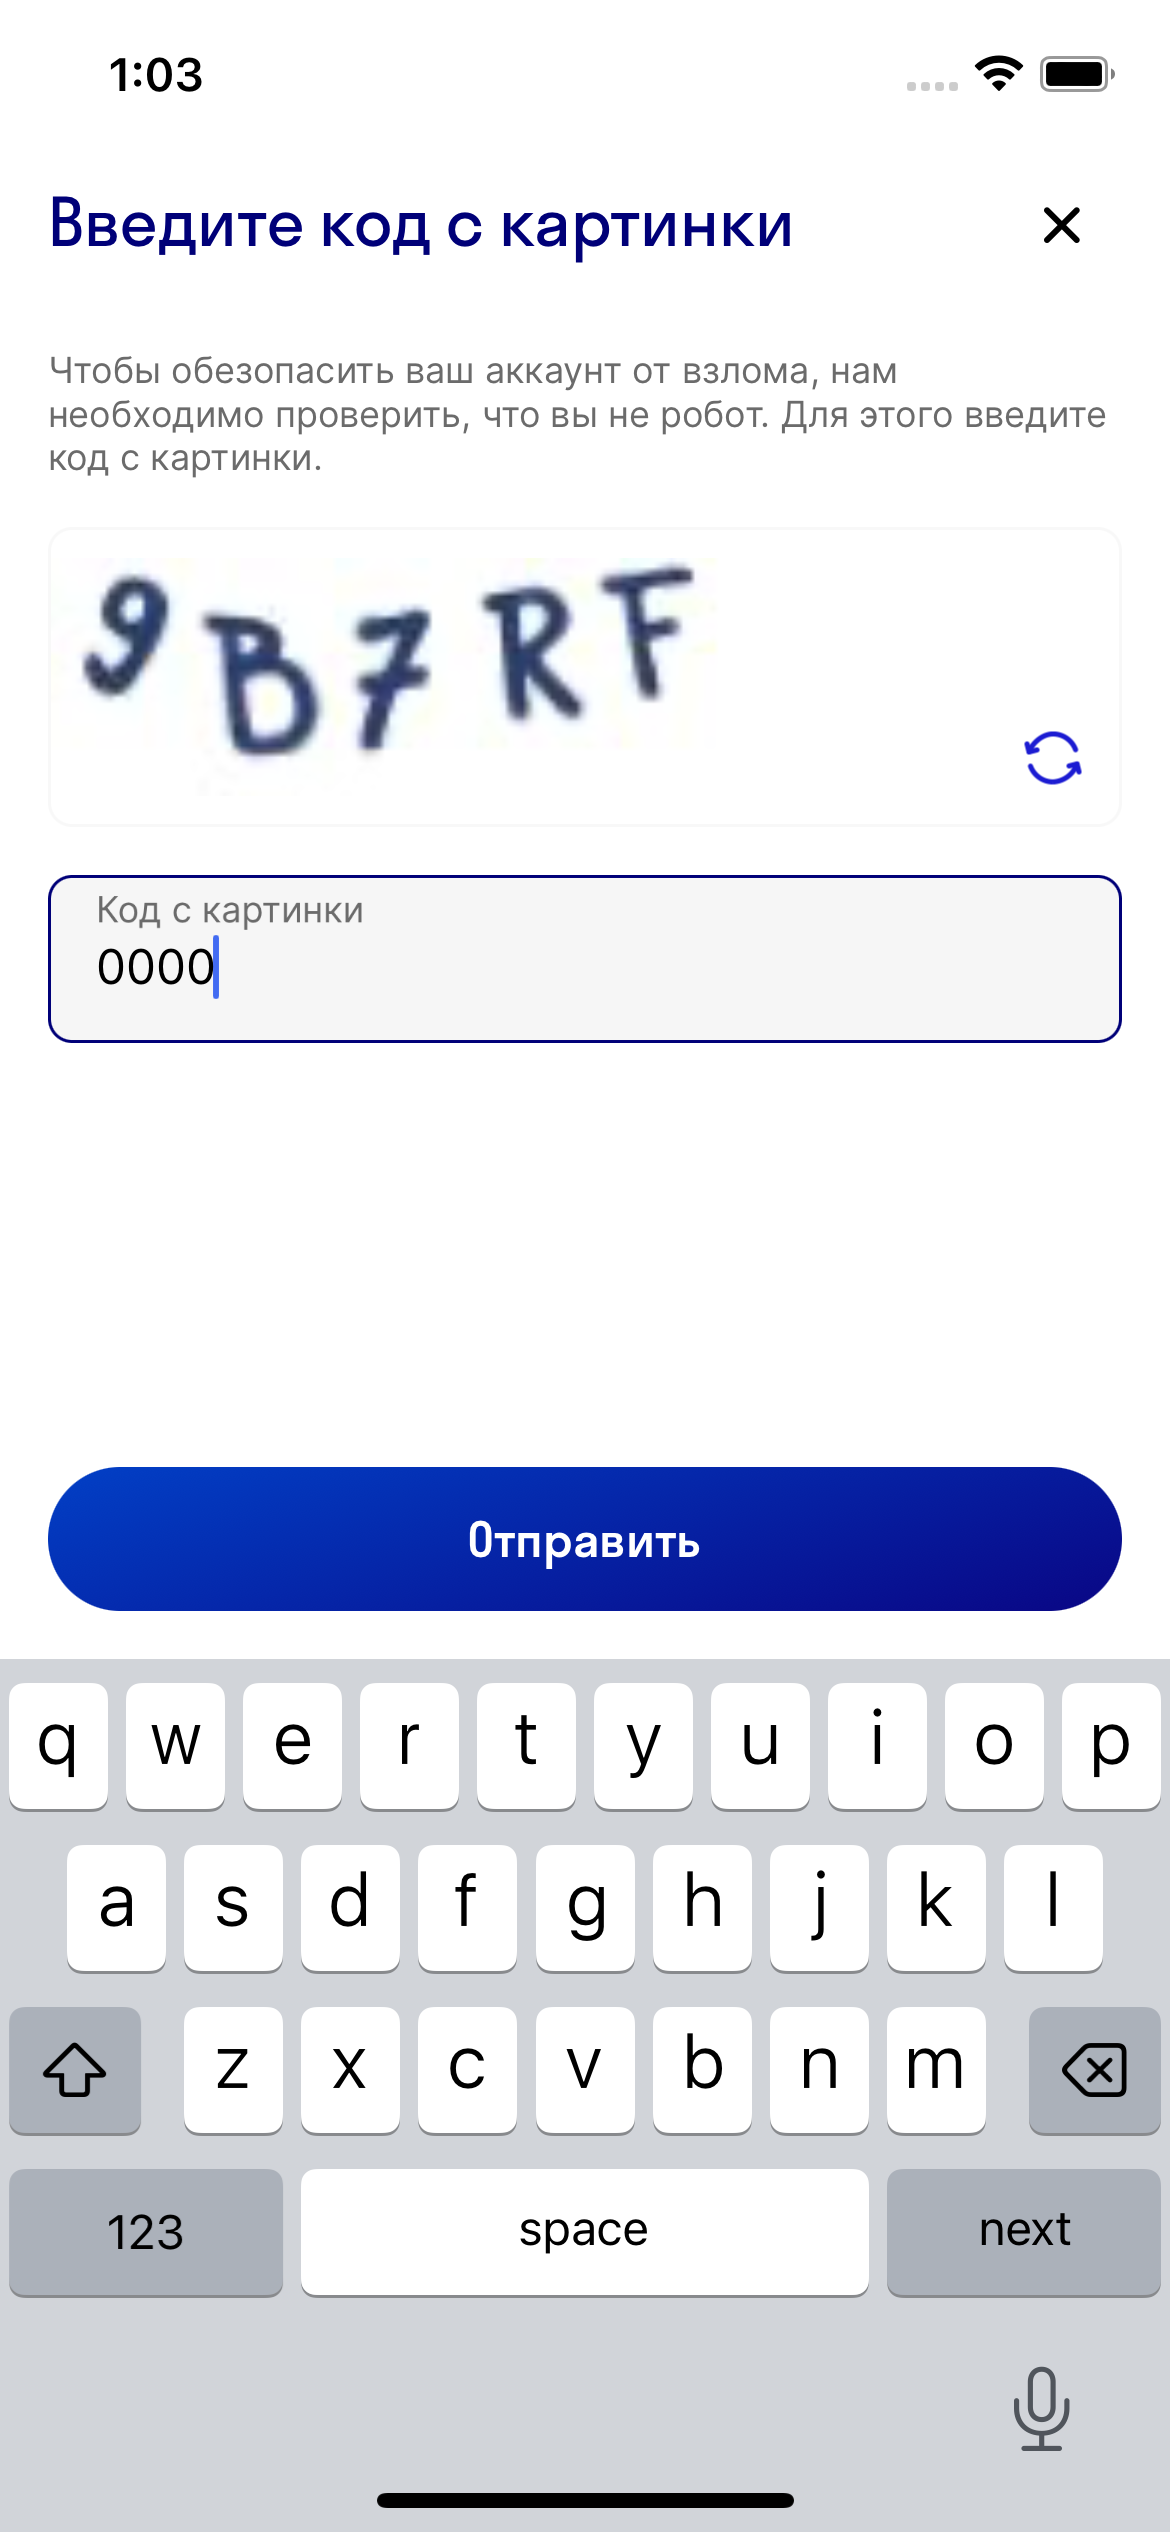 1:03
Введите код с картинки
Чтобы обезопасить ваш аккаунт от взлома, нам
необходимо проверить, что вы не робот. Для этого введите
код с картинки.
9B7RF
Код с картинки
0000
Отправить
q w e r t y u i o p
a s d f g h j k l
z x c v b n m
123 space next